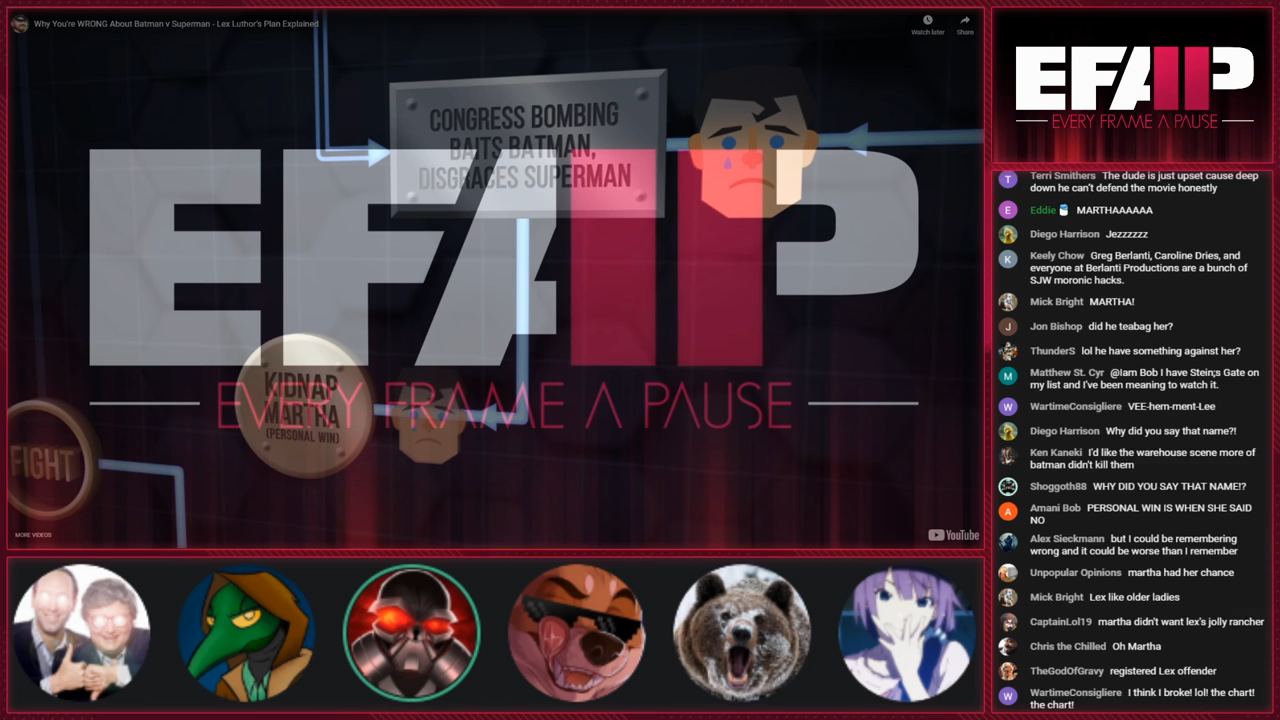 Why You're WRONG About Batman v Superman - Lex Luthor's Plan Explained
Watch later
Share
CONGRESS BOMBING
BAITS BATMAN,
DISGRACES SUPERMAN
EFAP
EVERY FRAME A PAUSE
KIDNAP
MARTHA
(PERSONAL WIN)
FIGHT
MORE VIDEOS
YouTube
EFAP
EVERY FRAME A PAUSE
T
Terri Smithers The dude is just upset cause deep
down he can't defend the movie honestly
E
Eddie MARTHAAAAAA
Diego Harrison Jezzzzzz
K
Keely Chow Greg Berlanti, Caroline Dries, and
everyone at Berlanti Productions are a bunch of
SJW moronic hacks.
Mick Bright MARTHA!
J
Jon Bishop did he teabag her?
ThunderS lol he have something against her?
M
Matthew St. Cyr @Iam Bob I have Stein;s Gate on
my list and I've been meaning to watch it.
W
WartimeConsigliere VEE-hem-ment-Lee
Diego Harrison Why did you say that name?!
Ken Kaneki I'd like the warehouse scene more of
batman didn't kill them
Shoggoth88 WHY DID YOU SAY THAT NAME!?
A
Amani Bob PERSONAL WIN IS WHEN SHE SAID
NO
Alex Sieckmann but I could be remembering
wrong and it could be worse than I remember
Unpopular Opinions martha had her chance
Mick Bright Lex like older ladies
CaptainLol19 martha didn't want lex's jolly rancher
Chris the Chilled Oh Martha
TheGodOfGravy registered Lex offender
W
WartimeConsigliere I think I broke! lol! the chart!
the chart!